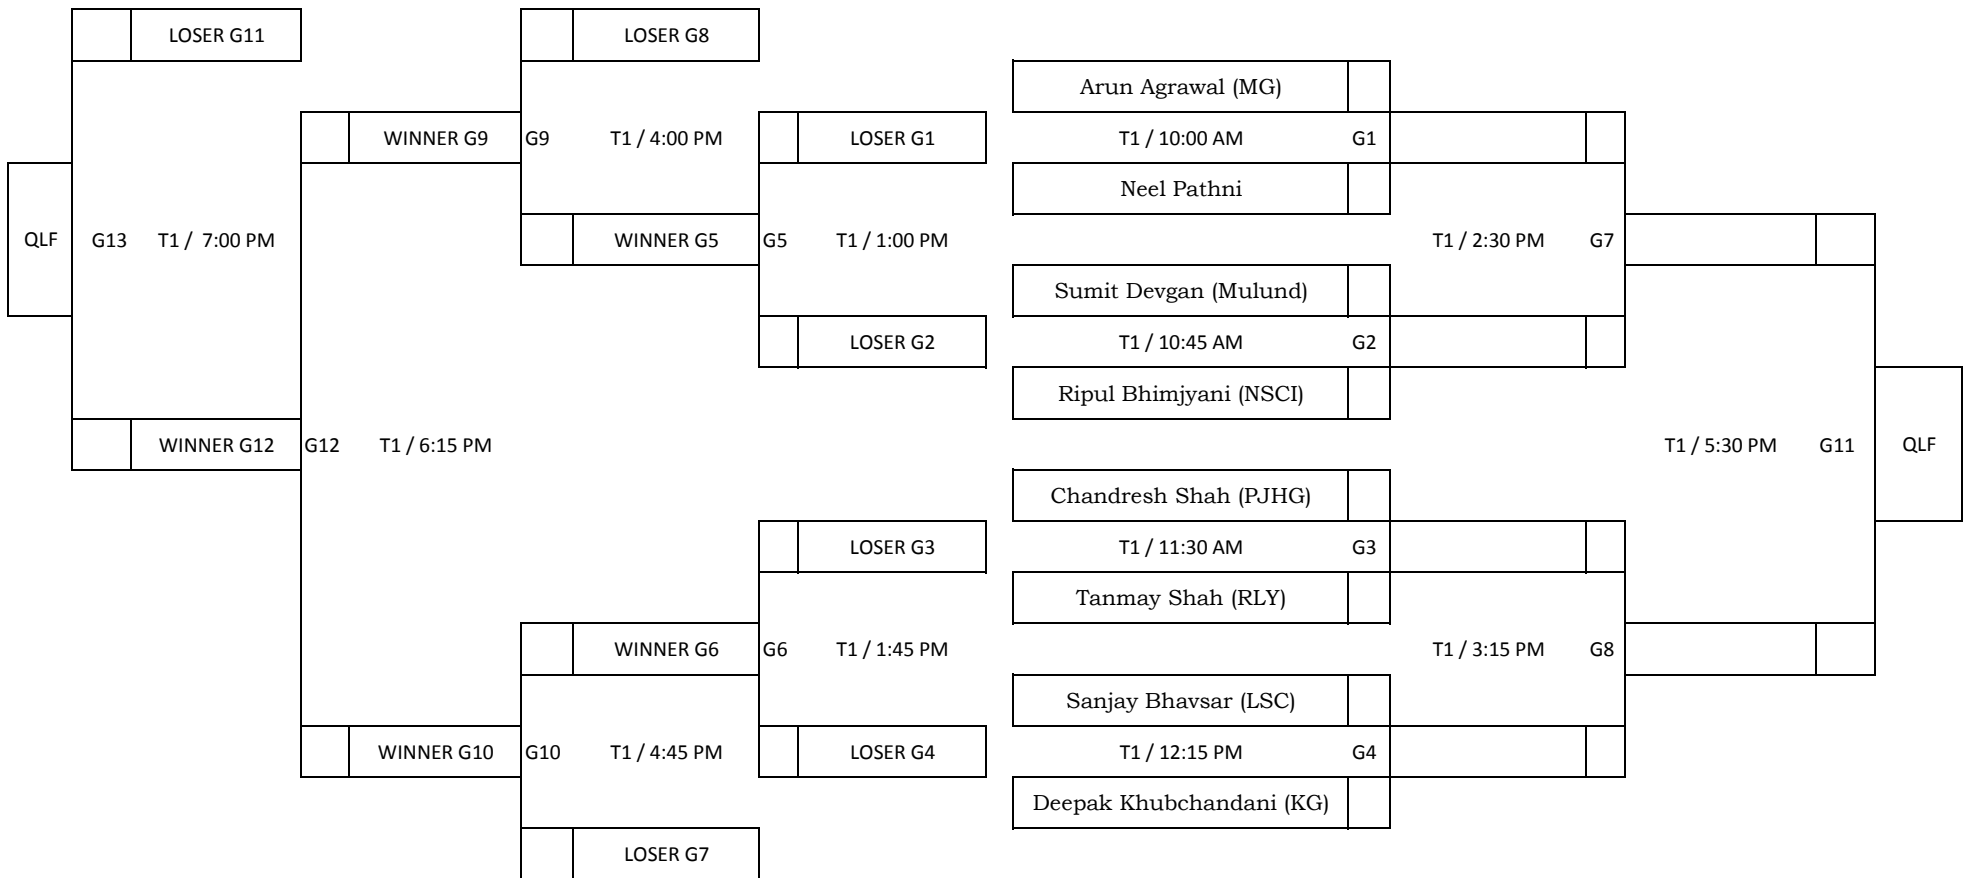 LOSER G11 LOSER G8
Arun Agrawal (MG)
WINNER G9 G9 T1 / 4:00 PM LOSER G1 T1 / 10:00 AM G1
Neel Pathni
QLF G13 T1 / 7:00 PM WINNER G5 G5 T1 / 1:00 PM T1 / 2:30 PM G7
Sumit Devgan (Mulund)
LOSER G2 T1 / 10:45 AM G2
Ripul Bhimjyani (NSCI)
WINNER G12 G12 T1 / 6:15 PM T1 / 5:30 PM G11 QLF
Chandresh Shah (PJHG)
LOSER G3 T1 / 11:30 AM G3
Tanmay Shah (RLY)
WINNER G6 G6 T1 / 1:45 PM T1 / 3:15 PM G8
Sanjay Bhavsar (LSC)
WINNER G10 G10 T1 / 4:45 PM LOSER G4 T1 / 12:15 PM G4
Deepak Khubchandani (KG)
LOSER G7